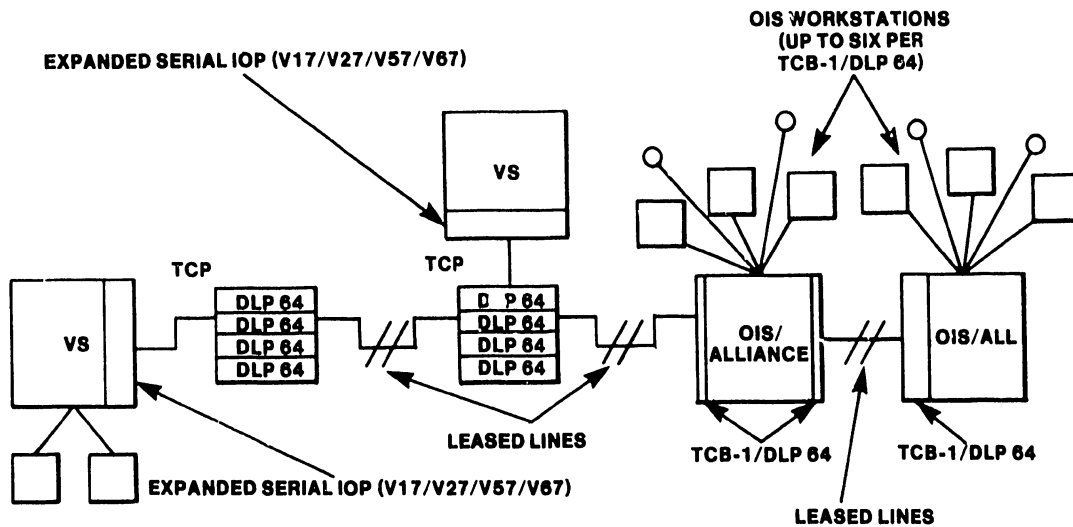 OIS WORKSTATIONS
(UP TO SIX PER
TCB-1/DLP 64)
EXPANDED SERIAL IOP (V17/V27/V57/V67)
VS
TCP
TCP
DLP 64
DLP 64
DLP 64
DLP 64
D P 64
DLP 64
DLP 64
DLP 64
VS
OIS/
ALLIANCE
OIS/ALL
LEASED LINES
TCB-1/DLP 64
TCB-1/DLP 64
EXPANDED SERIAL IOP (V17/V27/V57/V67)
LEASED LINES